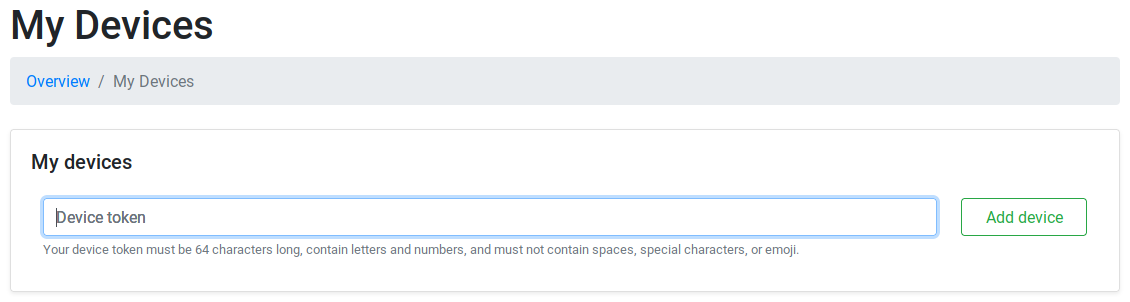 My Devices
Overview / My Devices
My devices
Device token
Add device
Your device token must be 64 characters long, contain letters and numbers, and must not contain spaces, special characters, or emoji.